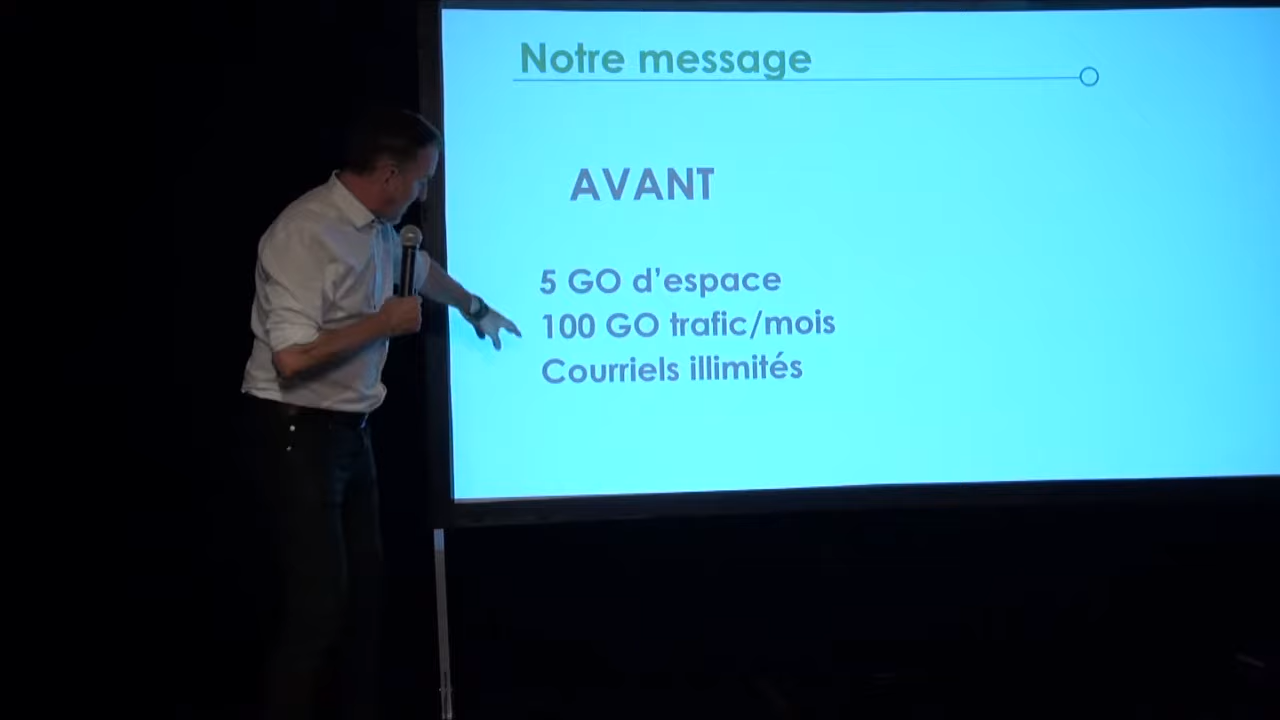 Notre message
AVANT
5 GO d'espace
100 GO trafic/mois
Courriels illimités